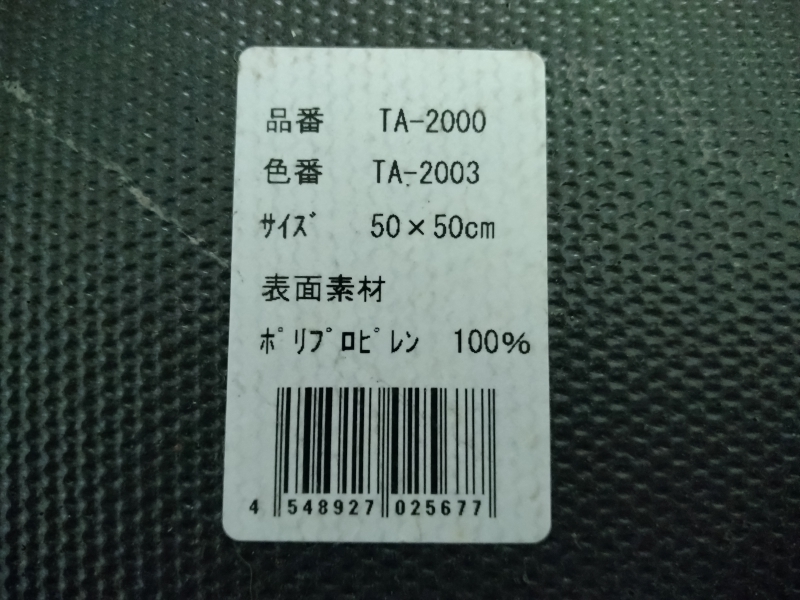 品番 TA-2000
色番 TA-2003
ｻｲｽﾞ 50×50cm
表面素材
ﾎﾟﾘﾌﾟﾛﾋﾟﾚﾝ 100%
4 548927 025677